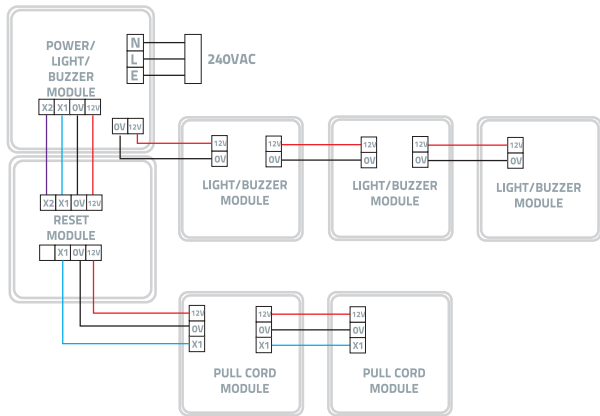 POWER/
LIGHT/
BUZZER
MODULE
N
L
E
240VAC
X2 X1 0V 12V
0V 12V
12V
0V
12V
0V
LIGHT/BUZZER
MODULE
12V
0V
12V
0V
LIGHT/BUZZER
MODULE
12V
0V
LIGHT/BUZZER
MODULE
X2 X1 0V 12V
RESET
MODULE
X1 0V 12V
12V
0V
X1
12V
0V
X1
PULL CORD
MODULE
12V
0V
X1
PULL CORD
MODULE